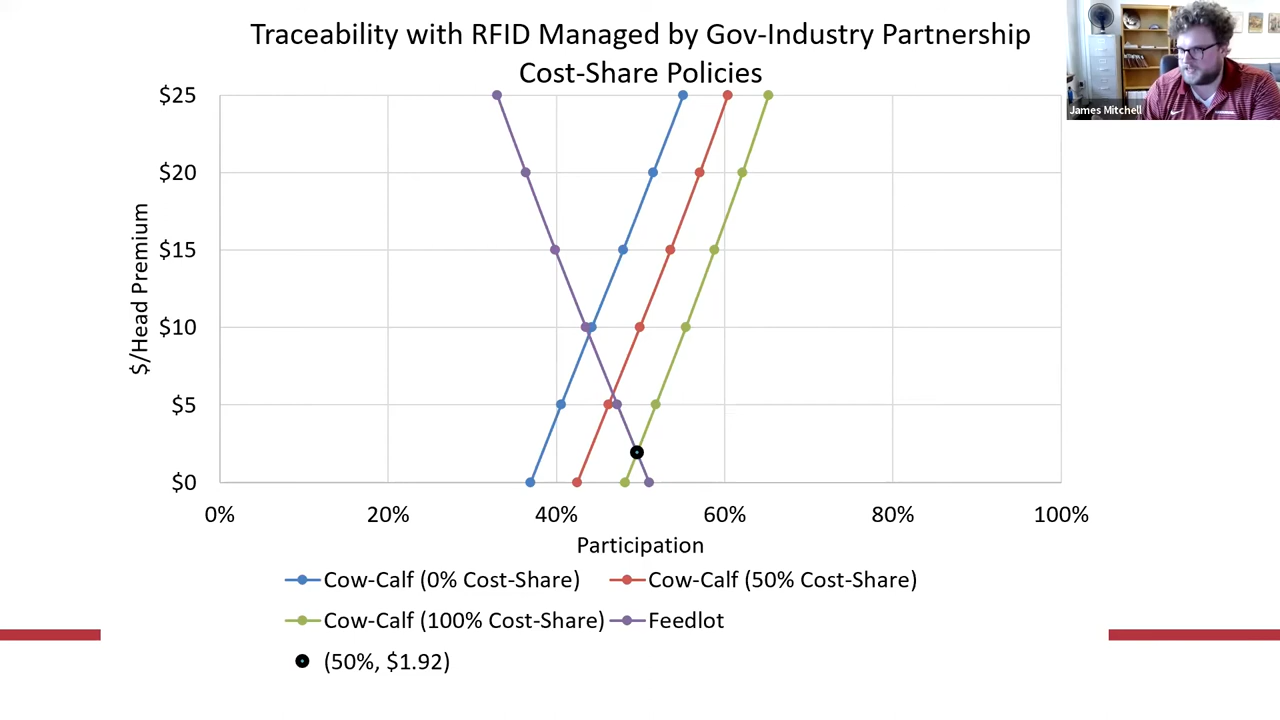 Traceability with RFID Managed by Gov-Industry Partnership
Cost-Share Policies
James Mitchell
$25
$20
$15
$10
$5
$0
$/Head Premium
0% 20% 40% 60% 80% 100%
Participation
Cow-Calf (0% Cost-Share) Cow-Calf (50% Cost-Share)
Cow-Calf (100% Cost-Share) Feedlot
(50%, $1.92)